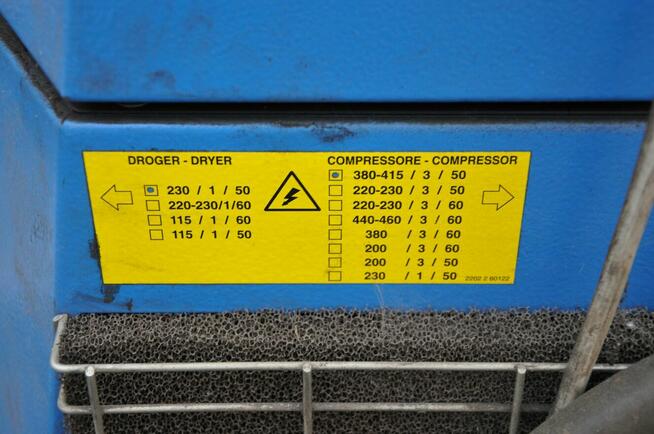 DROGER - DRYER
230 / 1 / 50
220-230/1/60
115 / 1 / 60
115 / 1 / 50
COMPRESSORE - COMPRESSOR
380-415 / 3 / 50
220-230 / 3 / 50
220-230 / 3 / 60
440-460 / 3 / 60
380 / 3 / 60
200 / 3 / 60
200 / 3 / 50
230 / 1 / 50
2202 2 60122